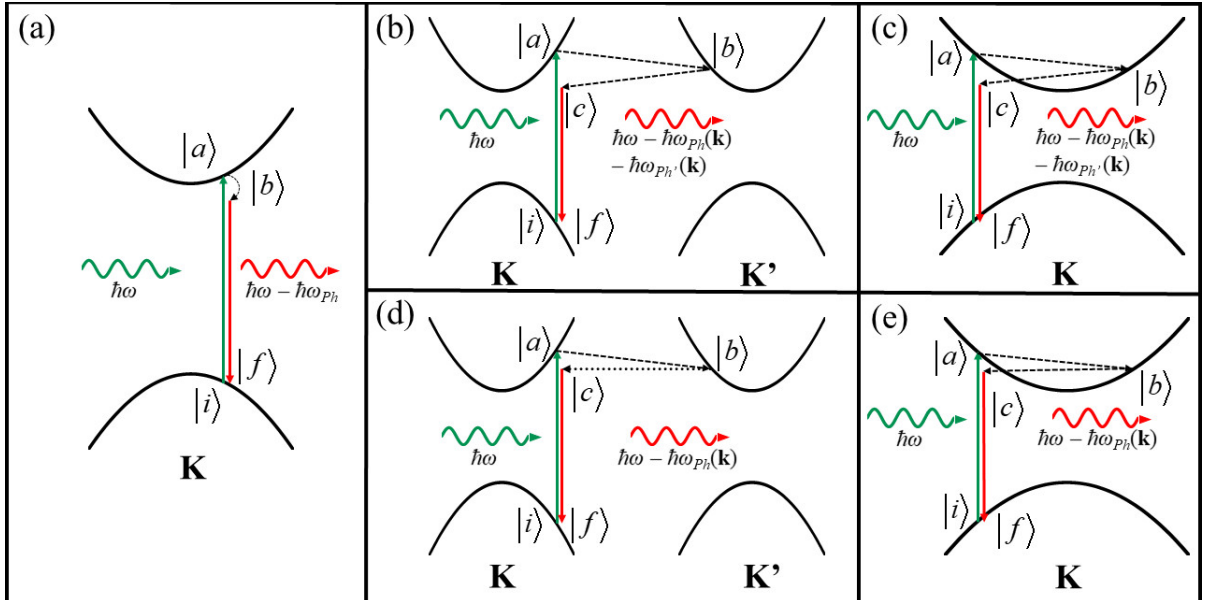 (a)
|a⟩
|b⟩
ħω
ħω − ħω_Ph
|f⟩
|i⟩
K
(b)
|a⟩
|b⟩
|c⟩
ħω
ħω − ħω_Ph(k)
− ħω_Ph'(k)
|i⟩
|f⟩
K
K'
(c)
|a⟩
|b⟩
|c⟩
ħω
ħω − ħω_Ph(k)
− ħω_Ph'(k)
|i⟩
|f⟩
K
(d)
|a⟩
|b⟩
|c⟩
ħω
ħω − ħω_Ph(k)
|i⟩
|f⟩
K
K'
(e)
|a⟩
|b⟩
|c⟩
ħω
ħω − ħω_Ph(k)
|i⟩
|f⟩
K